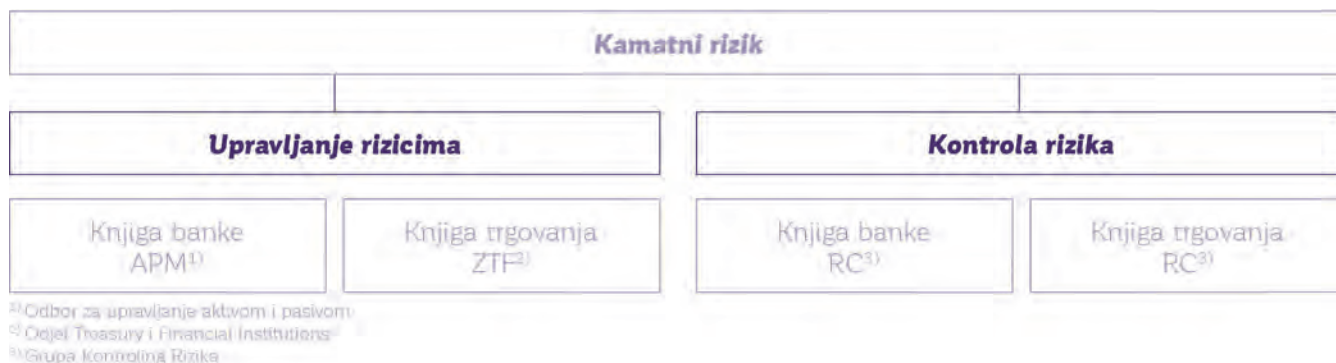 Kamatni rizik
Upravljanje rizicima
Kontrola rizika
Knjiga banke
APM¹⁾
Knjiga trgovanja
ZTF²⁾
Knjiga banke
RC³⁾
Knjiga trgovanja
RC³⁾
¹⁾ Odbor za upravljanje aktivom i pasivom
²⁾ Odjel Treasury i Financial Institutions
³⁾ Grupa Kontroling Rizika